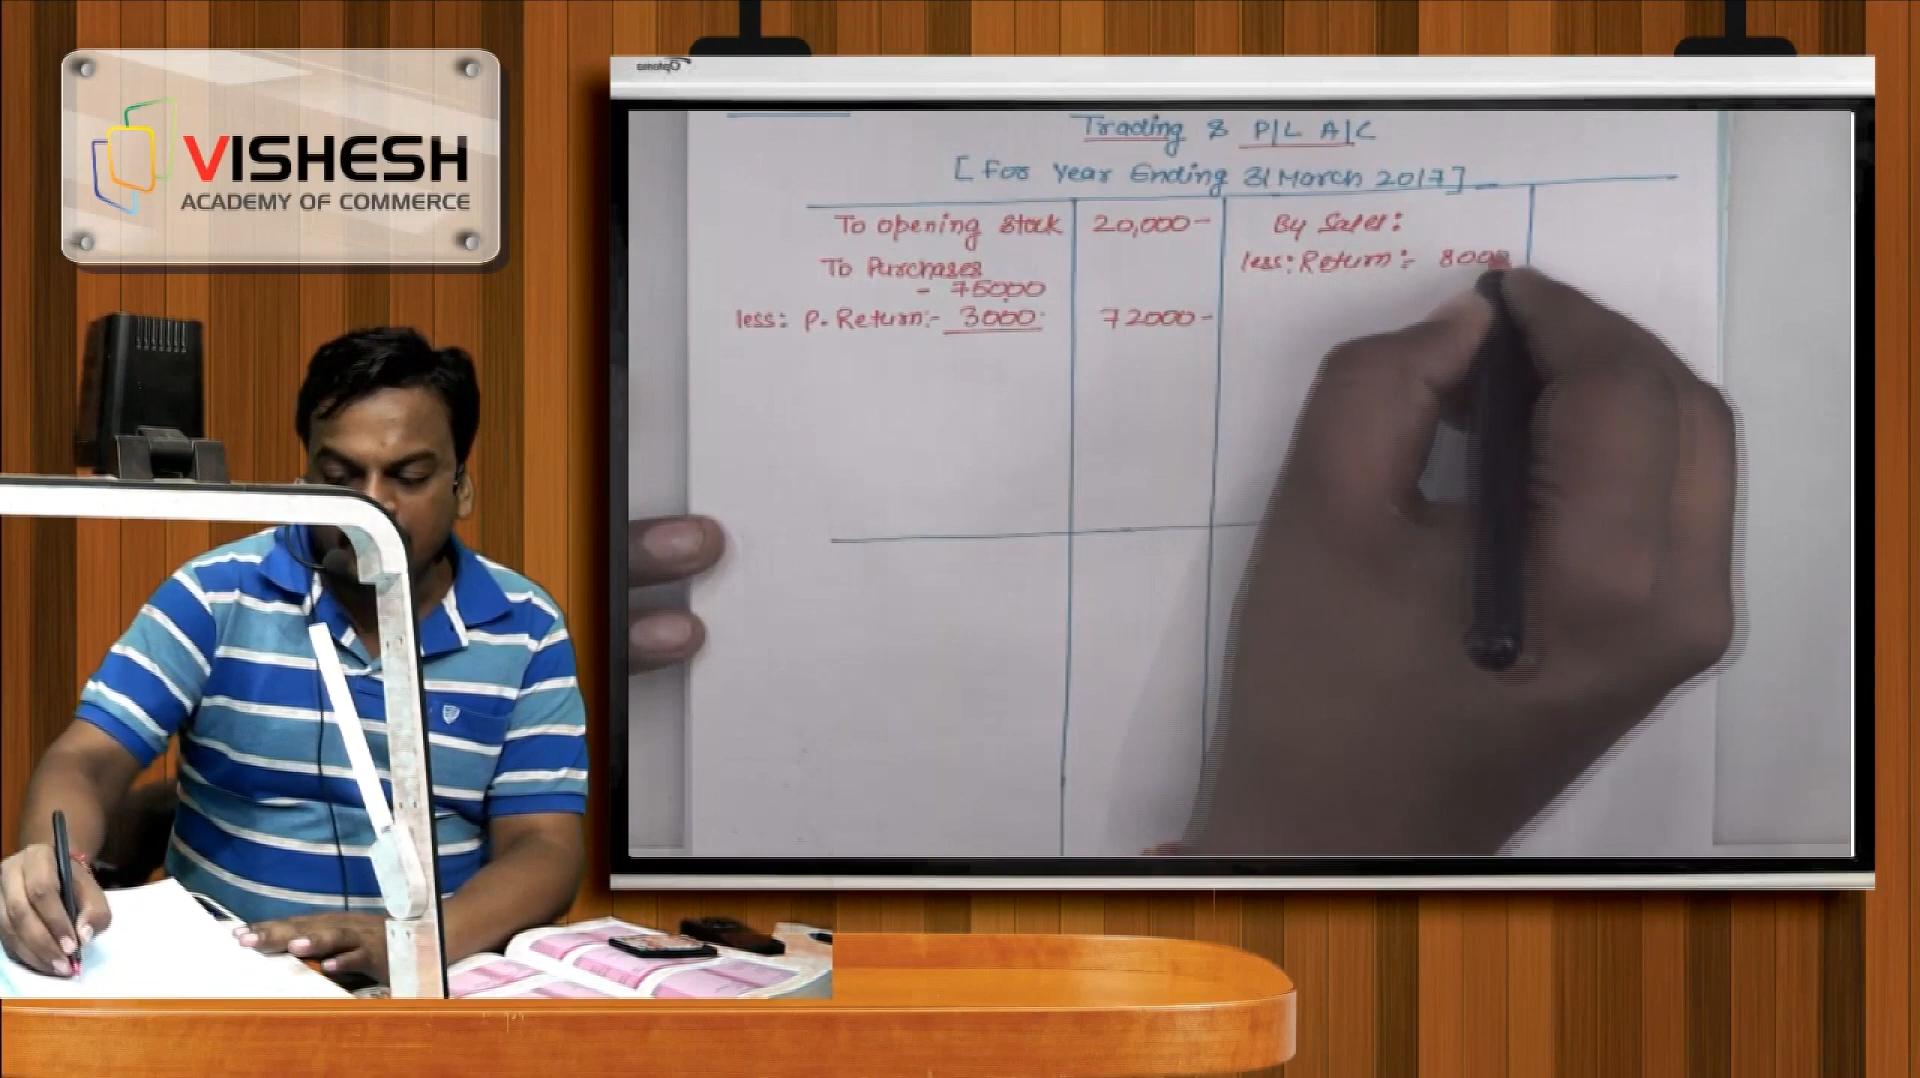 VISHESH
ACADEMY OF COMMERCE
Optoma
Trading & P/L A/C
[For Year Ending 31 March 2017]
To opening Stock 20,000-
To Purchases
- 75000
less: P. Return:- 3000 72000-
By Sales:
less: Return:- 8000